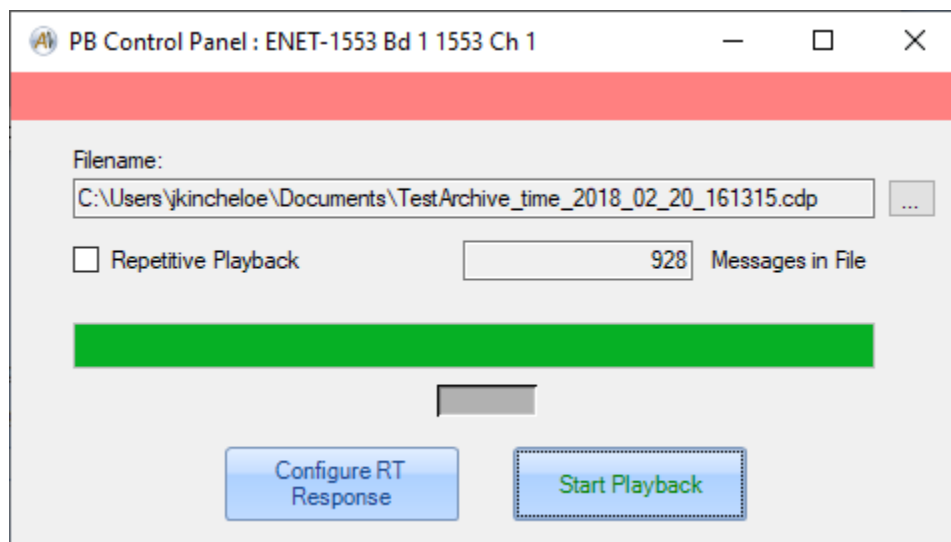 PB Control Panel : ENET-1553 Bd 1 1553 Ch 1
Filename:
C:\Users\jkincheloe\Documents\TestArchive_time_2018_02_20_161315.cdp
...
Repetitive Playback
928 Messages in File
Configure RT
Response
Start Playback